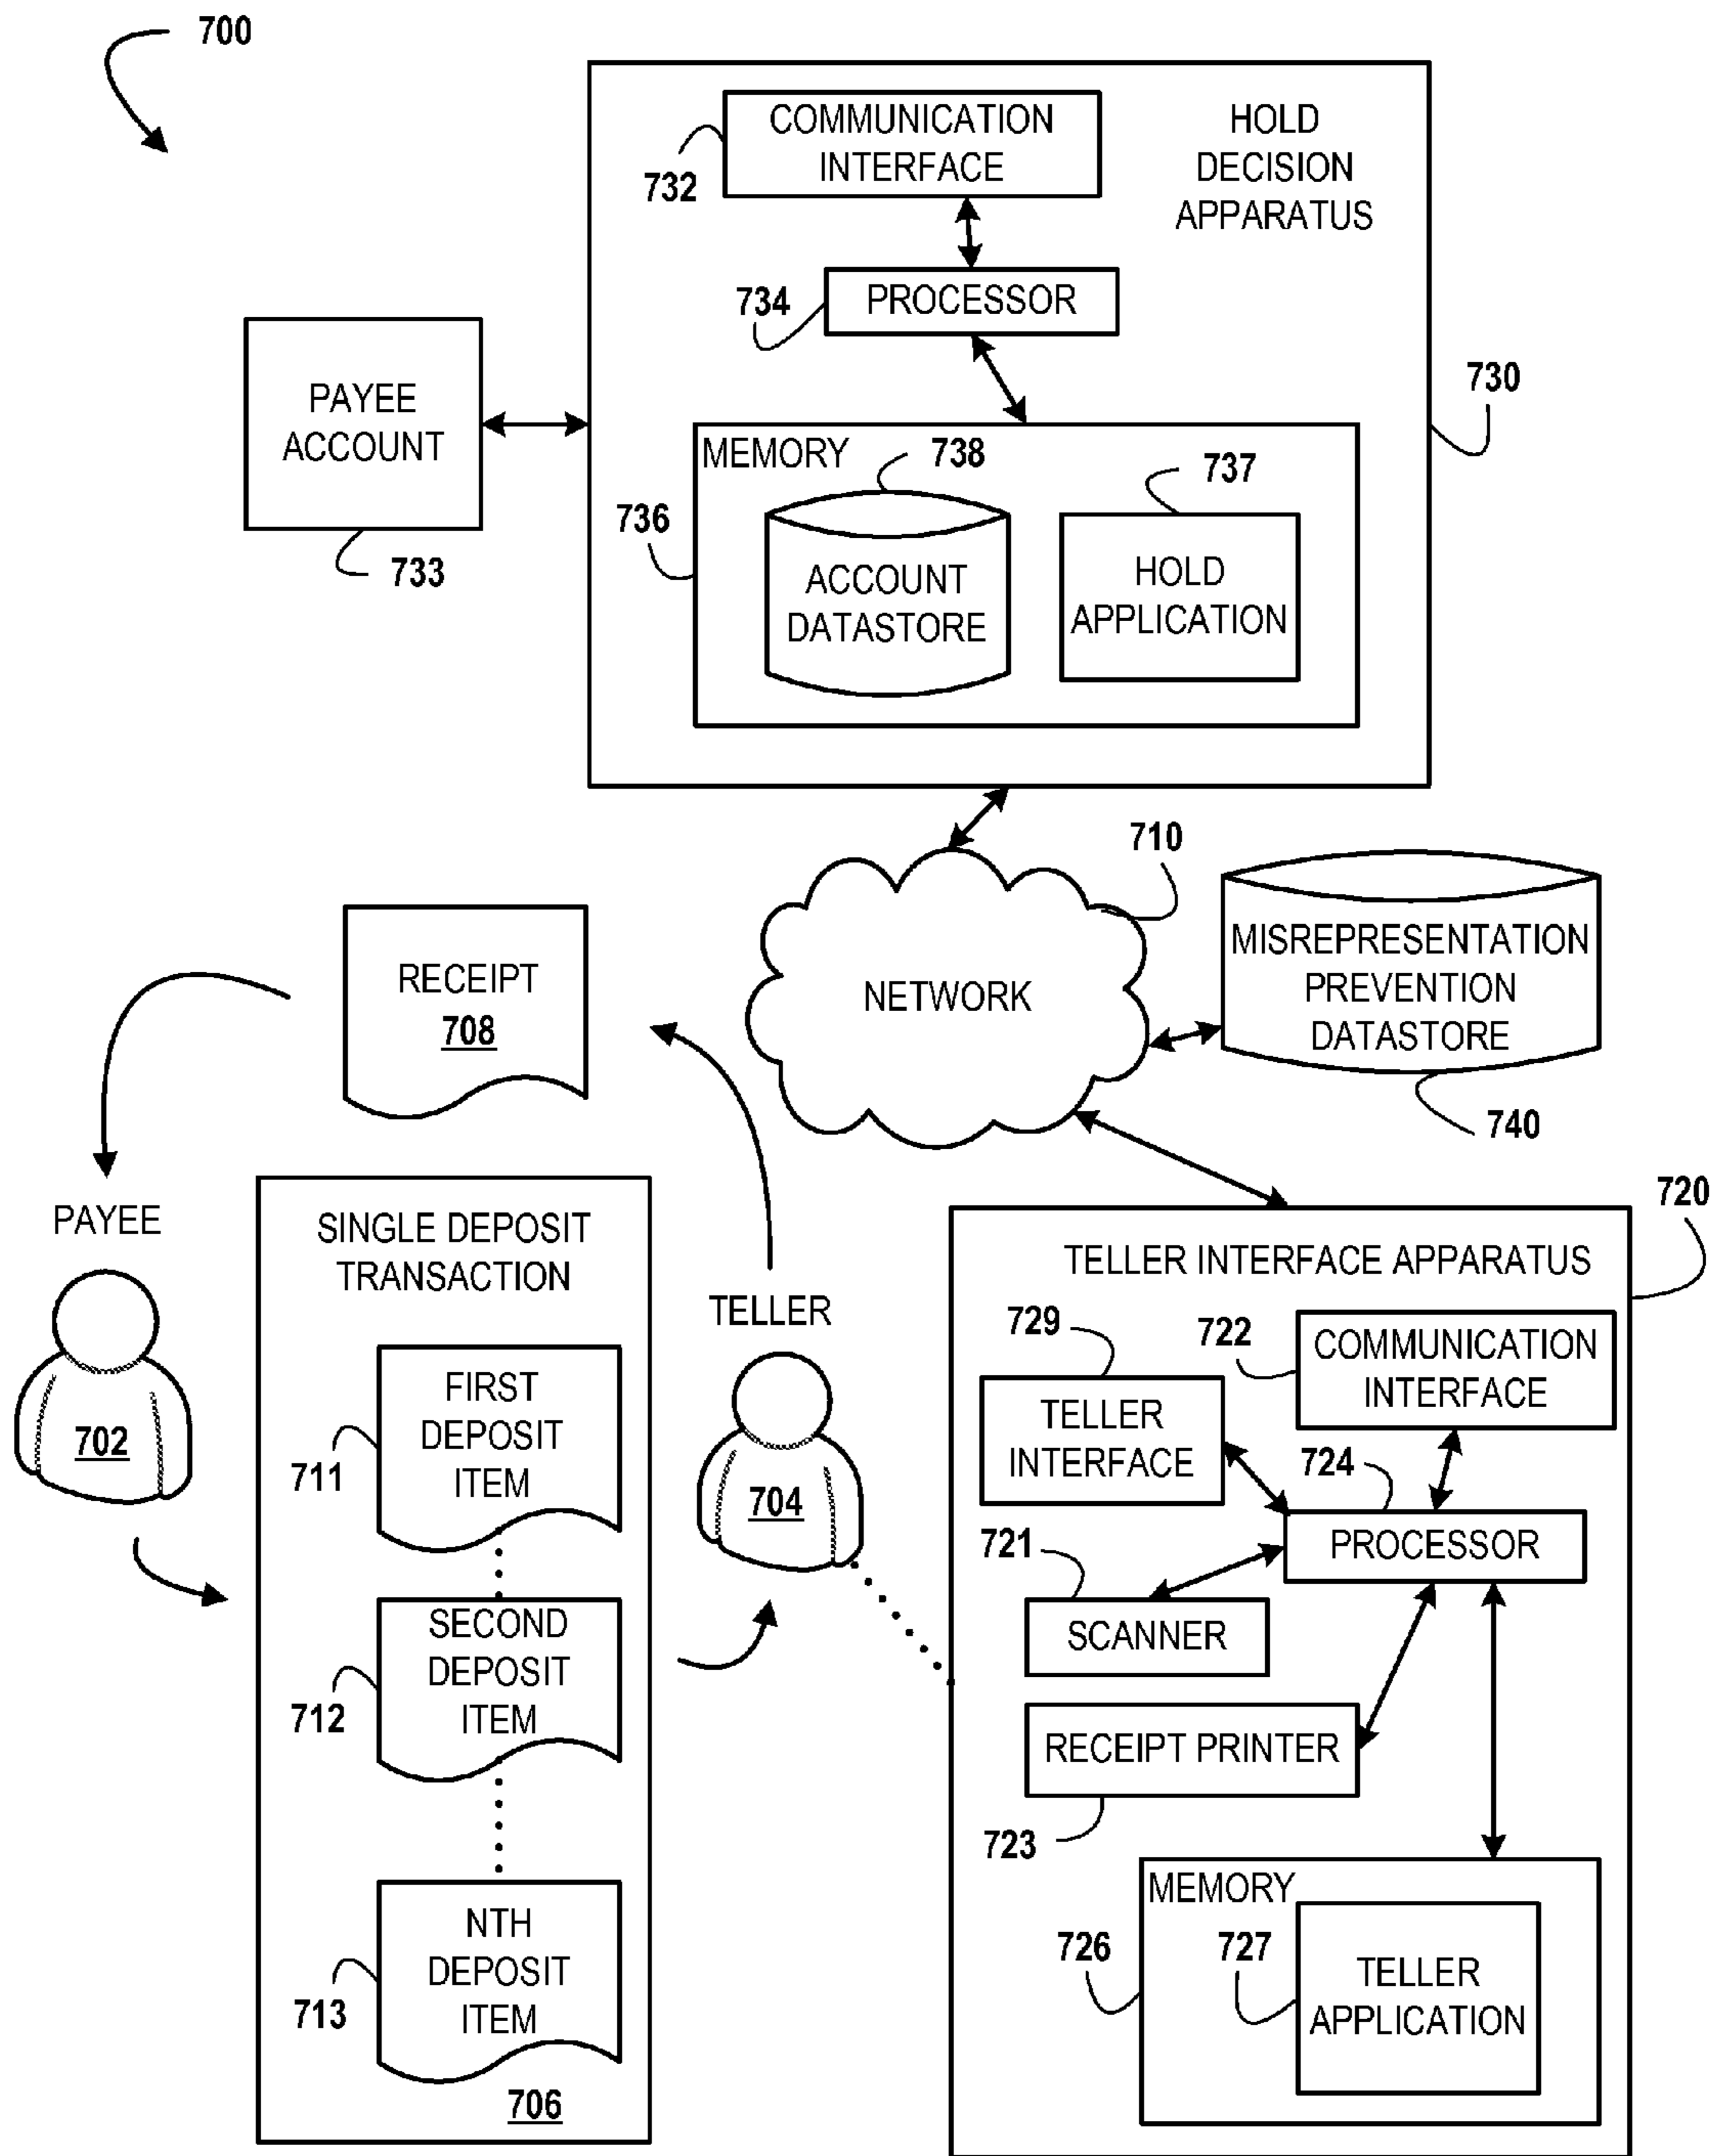 700
COMMUNICATION
INTERFACE
732
HOLD
DECISION
APPARATUS
PROCESSOR
734
730
PAYEE
ACCOUNT
733
MEMORY
738
737
736
ACCOUNT
DATASTORE
HOLD
APPLICATION
710
NETWORK
MISREPRESENTATION
PREVENTION
DATASTORE
740
RECEIPT
708
PAYEE
702
SINGLE DEPOSIT
TRANSACTION
FIRST
DEPOSIT
ITEM
711
SECOND
DEPOSIT
ITEM
712
NTH
DEPOSIT
ITEM
713
706
TELLER
704
720
TELLER INTERFACE APPARATUS
729
722
COMMUNICATION
INTERFACE
TELLER
INTERFACE
724
PROCESSOR
721
SCANNER
RECEIPT PRINTER
723
MEMORY
726
727
TELLER
APPLICATION